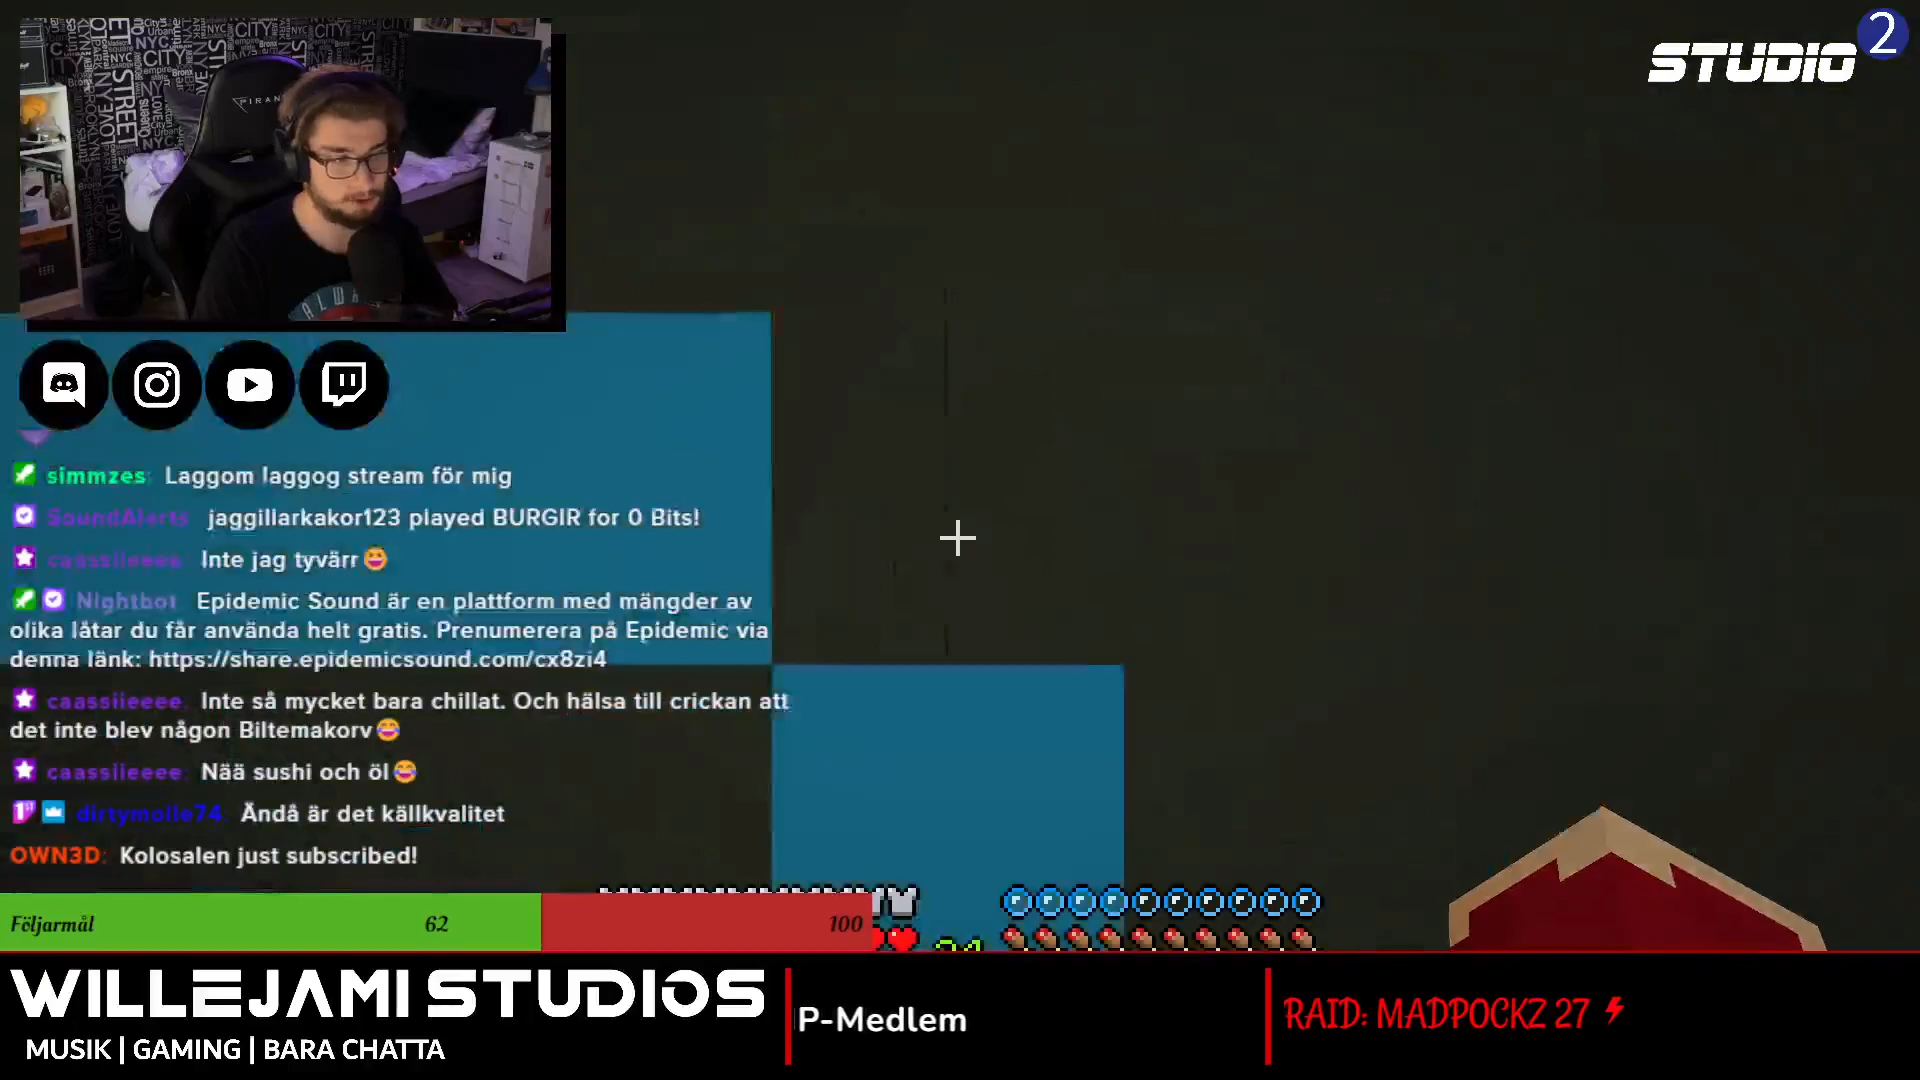 STUDIO 2
PIRAN
simmzes: Laggom laggog stream för mig
SoundAlerts jaggillarkakor123 played BURGIR for 0 Bits!
caassiieeee: Inte jag tyvärr😆
Nightbot Epidemic Sound är en plattform med mängder av
olika låtar du får använda helt gratis. Prenumerera på Epidemic via
denna länk: https://share.epidemicsound.com/cx8zi4
caassiieeee: Inte så mycket bara chillat. Och hälsa till crickan att
det inte blev någon Biltemakorv😂
caassiieeee: Nää sushi och öl😂
dirtymolle74: Ändå är det källkvalitet
OWN3D: Kolosalen just subscribed!
Följarmål 62 100
WILLEJAMI STUDIOS
MUSIK | GAMING | BARA CHATTA
P-Medlem
RAID: MADPOCKZ 27